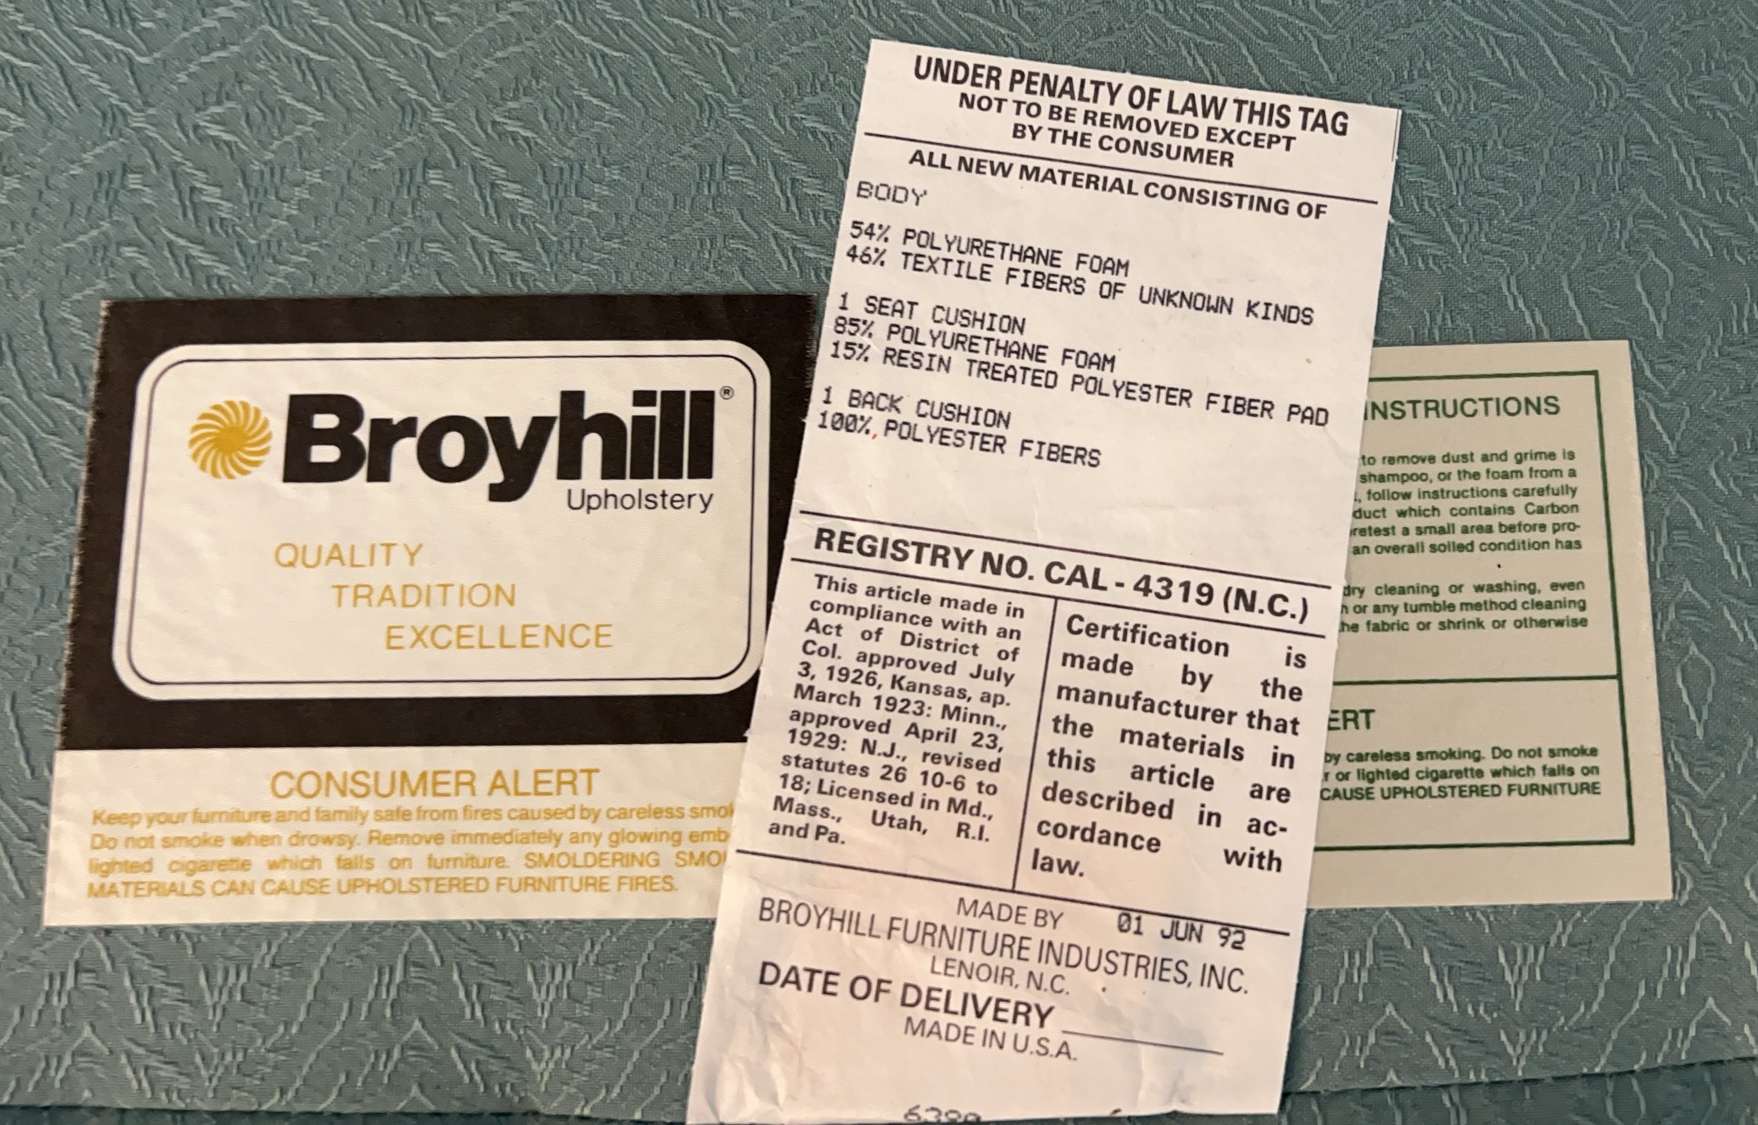 Broyhill®
Upholstery
QUALITY
TRADITION
EXCELLENCE
CONSUMER ALERT
Keep your furniture and family safe from fires caused by careless smo
Do not smoke when drowsy. Remove immediately any glowing emb
lighted cigarette which falls on furniture. SMOLDERING SMO
MATERIALS CAN CAUSE UPHOLSTERED FURNITURE FIRES.
UNDER PENALTY OF LAW THIS TAG
NOT TO BE REMOVED EXCEPT
BY THE CONSUMER
ALL NEW MATERIAL CONSISTING OF
BODY
54% POLYURETHANE FOAM
46% TEXTILE FIBERS OF UNKNOWN KINDS
1 SEAT CUSHION
85% POLYURETHANE FOAM
15% RESIN TREATED POLYESTER FIBER PAD
1 BACK CUSHION
100% POLYESTER FIBERS
REGISTRY NO. CAL - 4319 (N.C.)
This article made in
compliance with an
Act of District of
Col. approved July
3, 1926, Kansas, ap.
March 1923: Minn.,
approved April 23,
1929: N.J., revised
statutes 26 10-6 to
18; Licensed in Md.,
Mass., Utah, R.I.
and Pa.
Certification is
made by the
manufacturer that
the materials in
this article are
described in ac-
cordance with
law.
MADE BY 01 JUN 92
BROYHILL FURNITURE INDUSTRIES, INC.
LENOIR, N.C.
DATE OF DELIVERY
MADE IN U.S.A.
INSTRUCTIONS
to remove dust and grime is
shampoo, or the foam from a
, follow instructions carefully
duct which contains Carbon
retest a small area before pro-
an overall soiled condition has
dry cleaning or washing, even
or any tumble method cleaning
he fabric or shrink or otherwise
ERT
by careless smoking. Do not smoke
r or lighted cigarette which falls on
CAUSE UPHOLSTERED FURNITURE